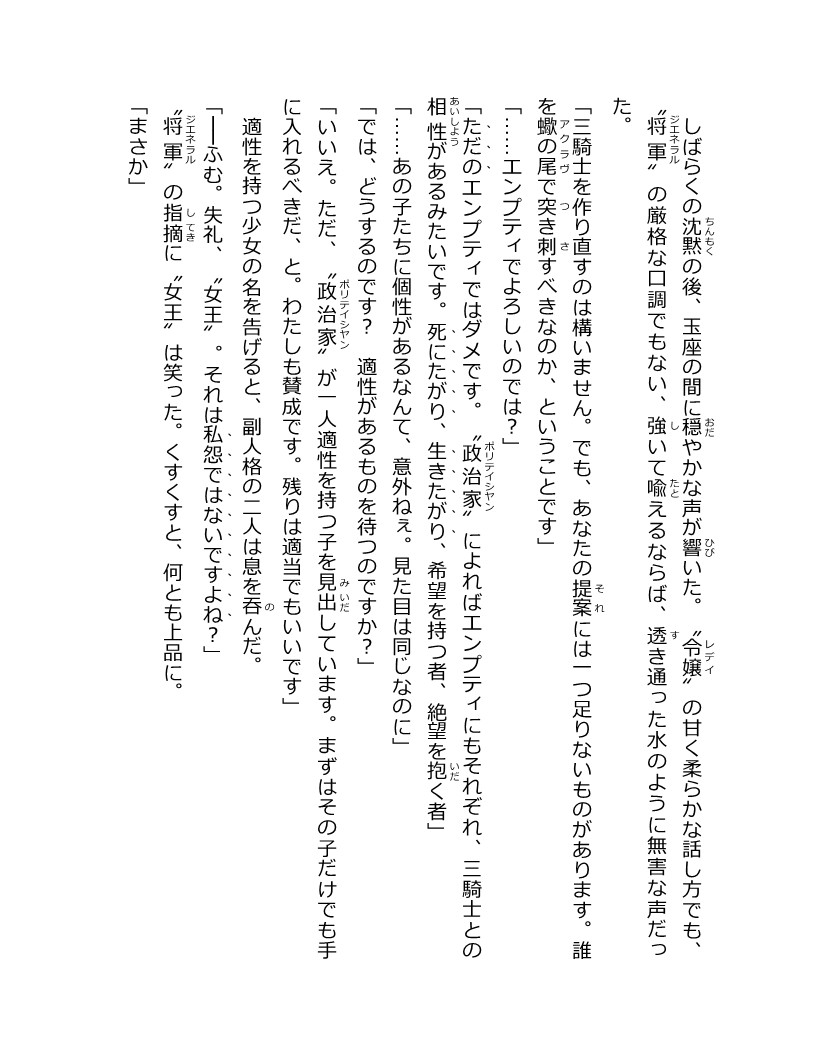 しばらくの沈黙の後、玉座の間に穏やかな声が響いた。〝令嬢〟の甘く柔らかな話し方でも、
〝将軍〟の厳格な口調でもない、強いて喩えるならば、透き通った水のように無害な声だっ
た。
「三騎士を作り直すのは構いません。でも、あなたの提案には一つ足りないものがあります。誰
を蠍の尾で突き刺すべきなのか、ということです」
「……エンプティでよろしいのでは？」
「ただのエンプティではダメです。〝政治家〟によればエンプティにもそれぞれ、三騎士との
相性があるみたいです。死にたがり、生きたがり、希望を持つ者、絶望を抱く者」
「……あの子たちに個性があるなんて、意外ねぇ。見た目は同じなのに」
「では、どうするのです？　適性があるものを待つのですか？」
「いいえ。ただ、〝政治家〟が一人適性を持つ子を見出しています。まずはその子だけでも手
に入れるべきだ、と。わたしも賛成です。残りは適当でもいいです」
適性を持つ少女の名を告げると、副人格の二人は息を呑んだ。
「──ふむ。失礼、〝女王〟。それは私怨ではないですよね？」
〝将軍〟の指摘に〝女王〟は笑った。くすくすと、何とも上品に。
「まさか」